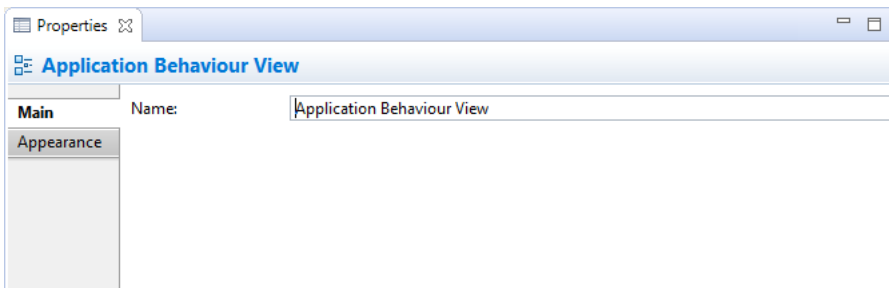 Properties
Application Behaviour View
Main
Name:
Application Behaviour View
Appearance